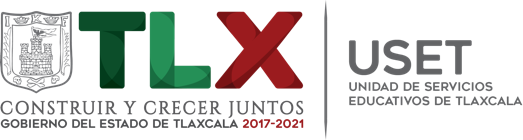 I K F
TLX
CONSTRUIR Y CRECER JUNTOS
GOBIERNO DEL ESTADO DE TLAXCALA 2017-2021
USET
UNIDAD DE SERVICIOS
EDUCATIVOS DE TLAXCALA